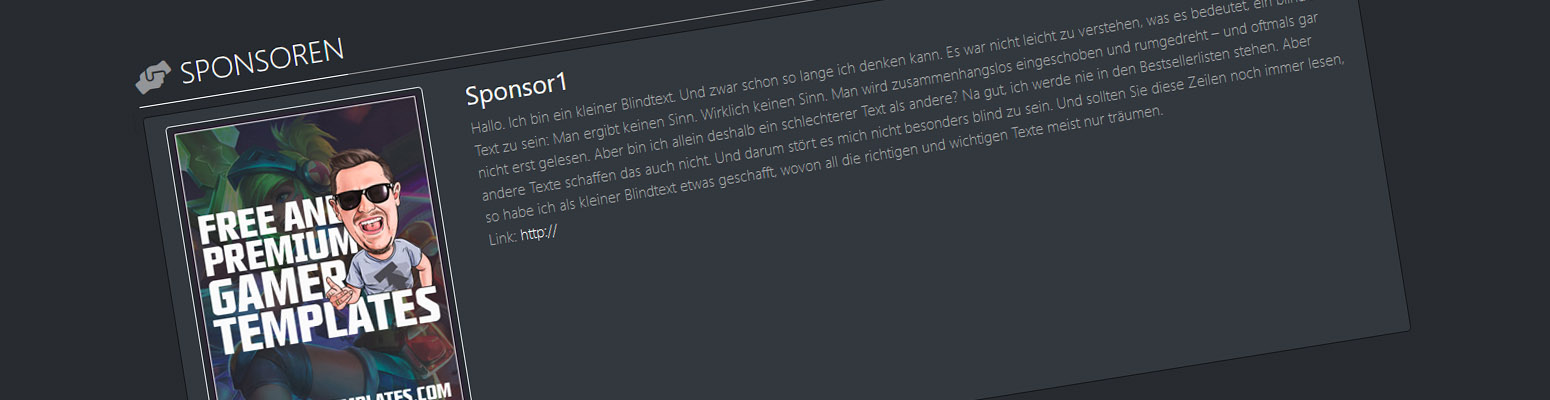 SPONSOREN
FREE AND
PREMIUM
GAMER
TEMPLATES
TEMPLATES.COM
Sponsor1
Hallo. Ich bin ein kleiner Blindtext. Und zwar schon so lange ich denken kann. Es war nicht leicht zu verstehen, was es bedeutet, ein blind
Text zu sein: Man ergibt keinen Sinn. Wirklich keinen Sinn. Man wird zusammenhangslos eingeschoben und rumgedreht – und oftmals gar
nicht erst gelesen. Aber bin ich allein deshalb ein schlechterer Text als andere? Na gut, ich werde nie in den Bestsellerlisten stehen. Aber
andere Texte schaffen das auch nicht. Und darum stört es mich nicht besonders blind zu sein. Und sollten Sie diese Zeilen noch immer lesen,
so habe ich als kleiner Blindtext etwas geschafft, wovon all die richtigen und wichtigen Texte meist nur träumen.
Link: http://